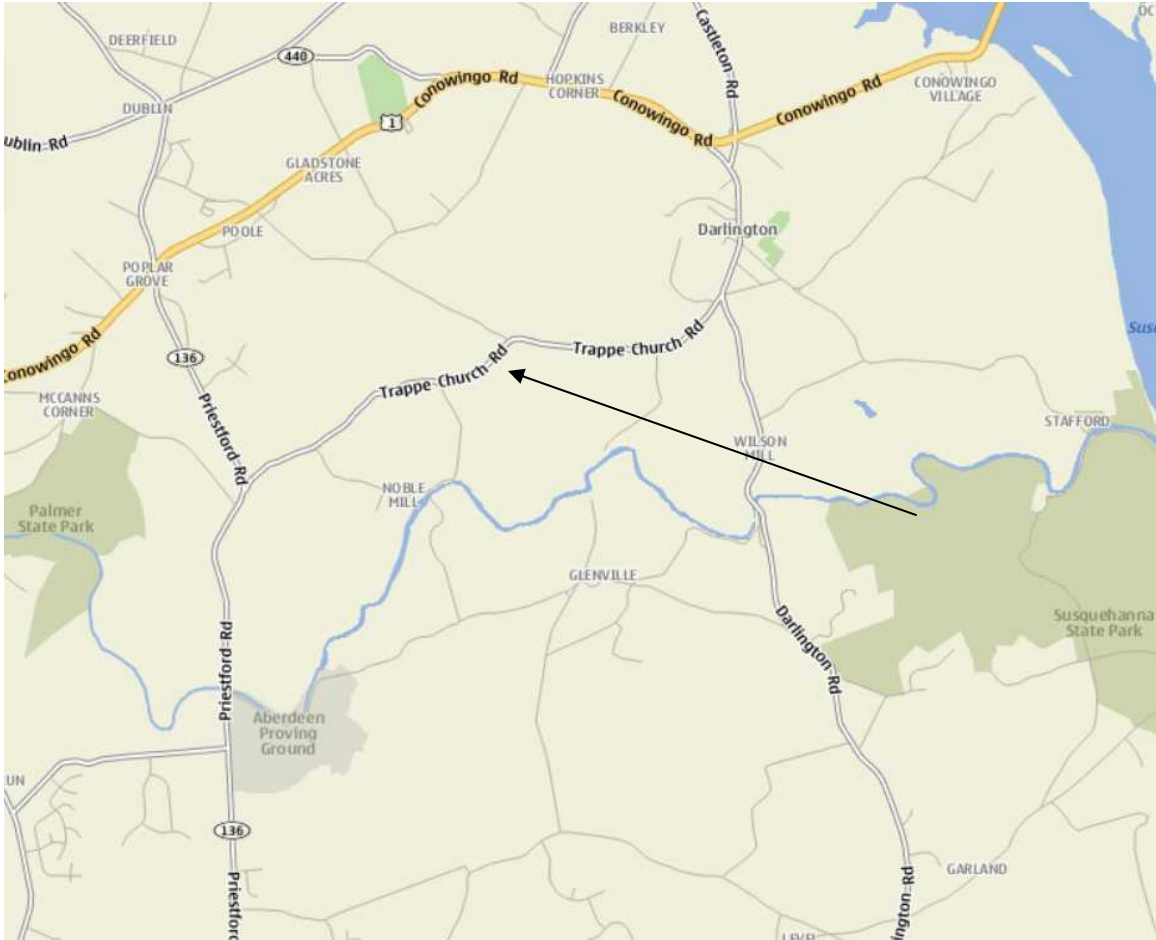 BERKLEY
DEERFIELD
Castleton Rd
440
Conowingo Rd
HOPKINS
CORNER
Conowingo Rd
Conowingo Rd
CONOWINGO
VILLAGE
DUBLIN
1
ublin Rd
GLADSTONE
ACRES
POOLE
Darlington
POPLAR
GROVE
Conowingo Rd
136
Trappe Church Rd
Trappe Church Rd
MCCANNS
CORNER
Priestford Rd
STAFFORD
WILSON
MILL
NOBLE
MILL
Palmer
State Park
GLENVILLE
Susquehanna
State Park
Darlington Rd
Priestford Rd
Aberdeen
Proving
Ground
UN
136
GARLAND
Priestford
ington Rd
LEVEL